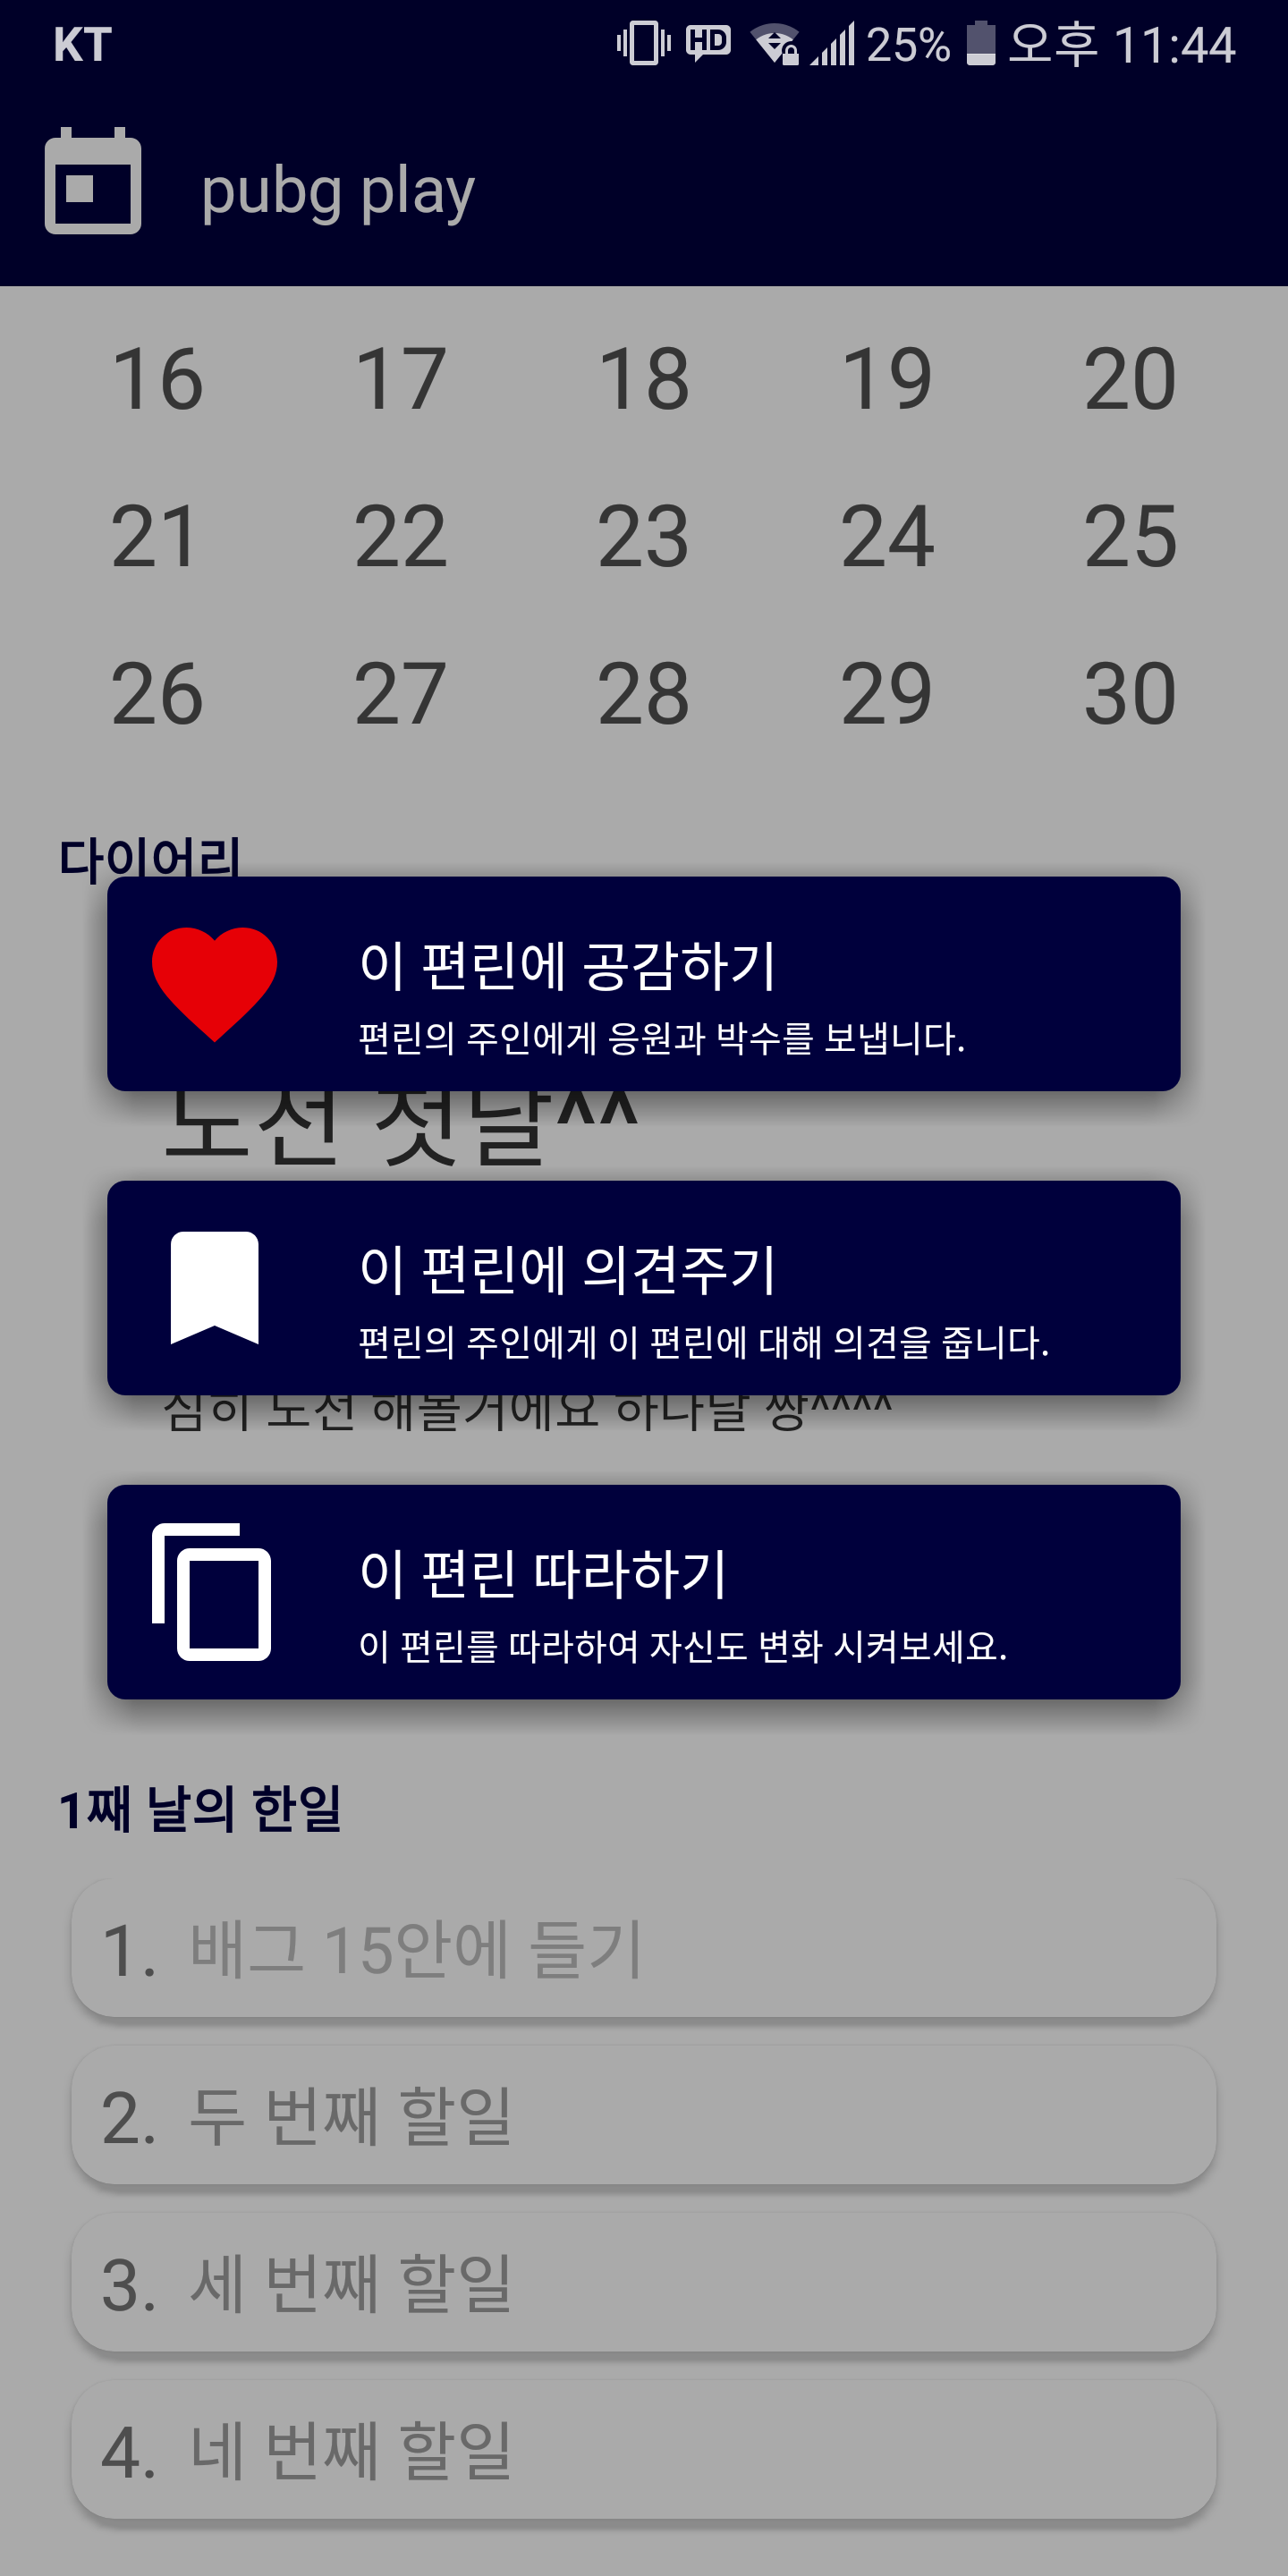 KT HD 25% 오후 11:44
pubg play
16 17 18 19 20
21 22 23 24 25
26 27 28 29 30
다이어리
이 편린에 공감하기
편린의 주인에게 응원과 박수를 보냅니다.
도전 첫날^^
이 편린에 의견주기
편린의 주인에게 이 편린에 대해 의견을 줍니다.
도전 해볼거에요 ^^^^
이 편린 따라하기
이 편린를 따라하여 자신도 변화 시켜보세요.
1째 날의 한일
1. 배그 15안에 들기
2. 두 번째 할일
3. 세 번째 할일
4. 네 번째 할일